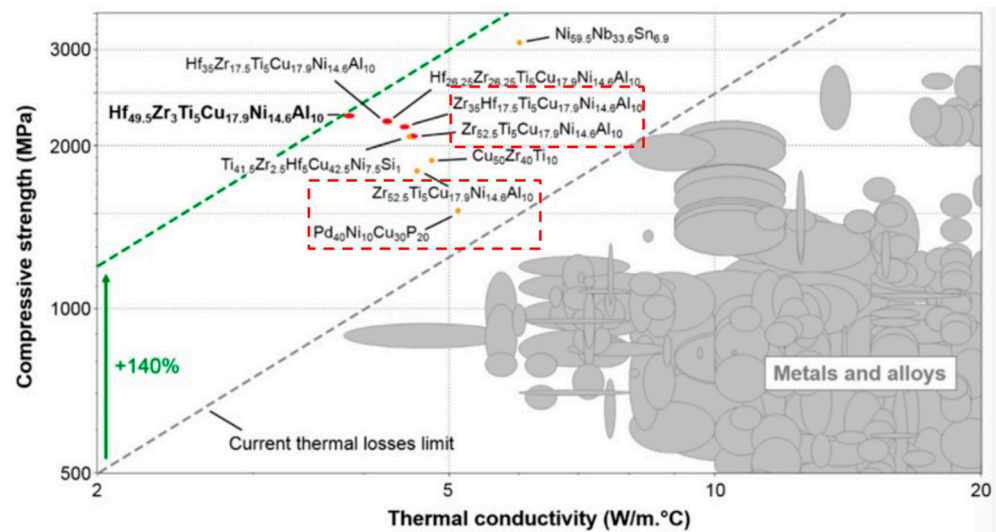 Compressive strength (MPa)
3000
2000
1000
500
Ni₅₉.₅Nb₃₃.₆Sn₆.₉
Hf₃₅Zr₁₇.₅Ti₅Cu₁₇.₉Ni₁₄.₆Al₁₀
Hf₂₆.₂₅Zr₂₆.₂₅Ti₅Cu₁₇.₉Ni₁₄.₆Al₁₀
Hf₄₉.₅Zr₃Ti₅Cu₁₇.₉Ni₁₄.₆Al₁₀
Zr₃₅Hf₁₇.₅Ti₅Cu₁₇.₉Ni₁₄.₆Al₁₀
Zr₅₂.₅Ti₅Cu₁₇.₉Ni₁₄.₆Al₁₀
Ti₄₁.₅Zr₂.₅Hf₅Cu₄₂.₅Ni₇.₅Si₁
Cu₅₀Zr₄₀Ti₁₀
Zr₅₂.₅Ti₅Cu₁₇.₉Ni₁₄.₆Al₁₀
Pd₄₀Ni₁₀Cu₃₀P₂₀
+140%
Metals and alloys
Current thermal losses limit
2
5
10
20
Thermal conductivity (W/m.°C)